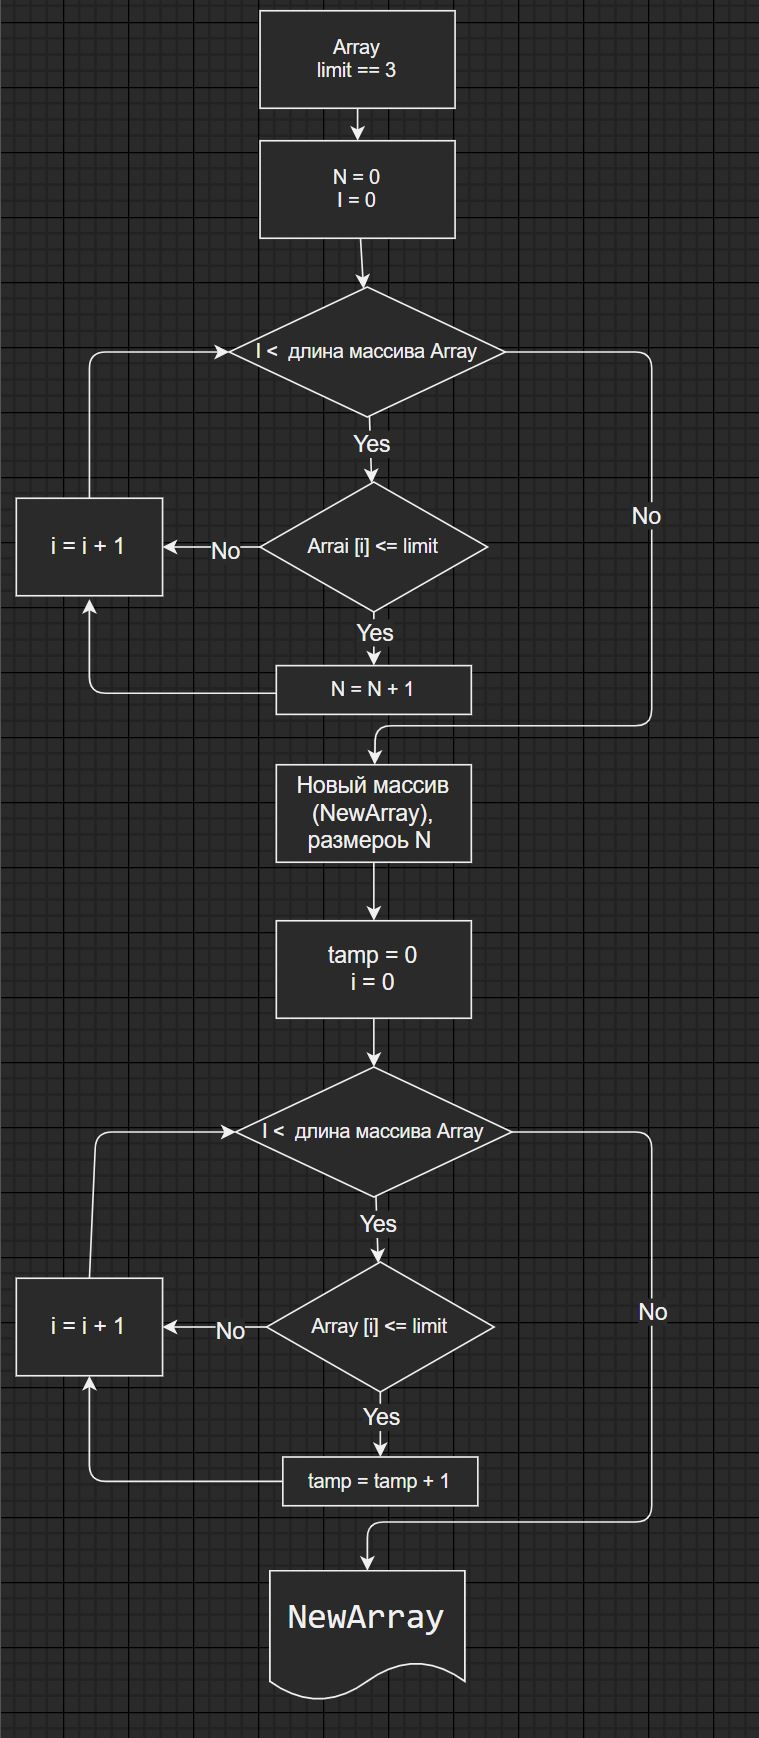 Array
limit == 3
N = 0
I = 0
I < длина массива Array
Yes
No
i = i + 1
No
Arrai [i] <= limit
Yes
N = N + 1
Новый массив
(NewArray),
размероь N
tamp = 0
i = 0
I < длина массива Array
Yes
No
i = i + 1
No
Array [i] <= limit
Yes
tamp = tamp + 1
NewArray